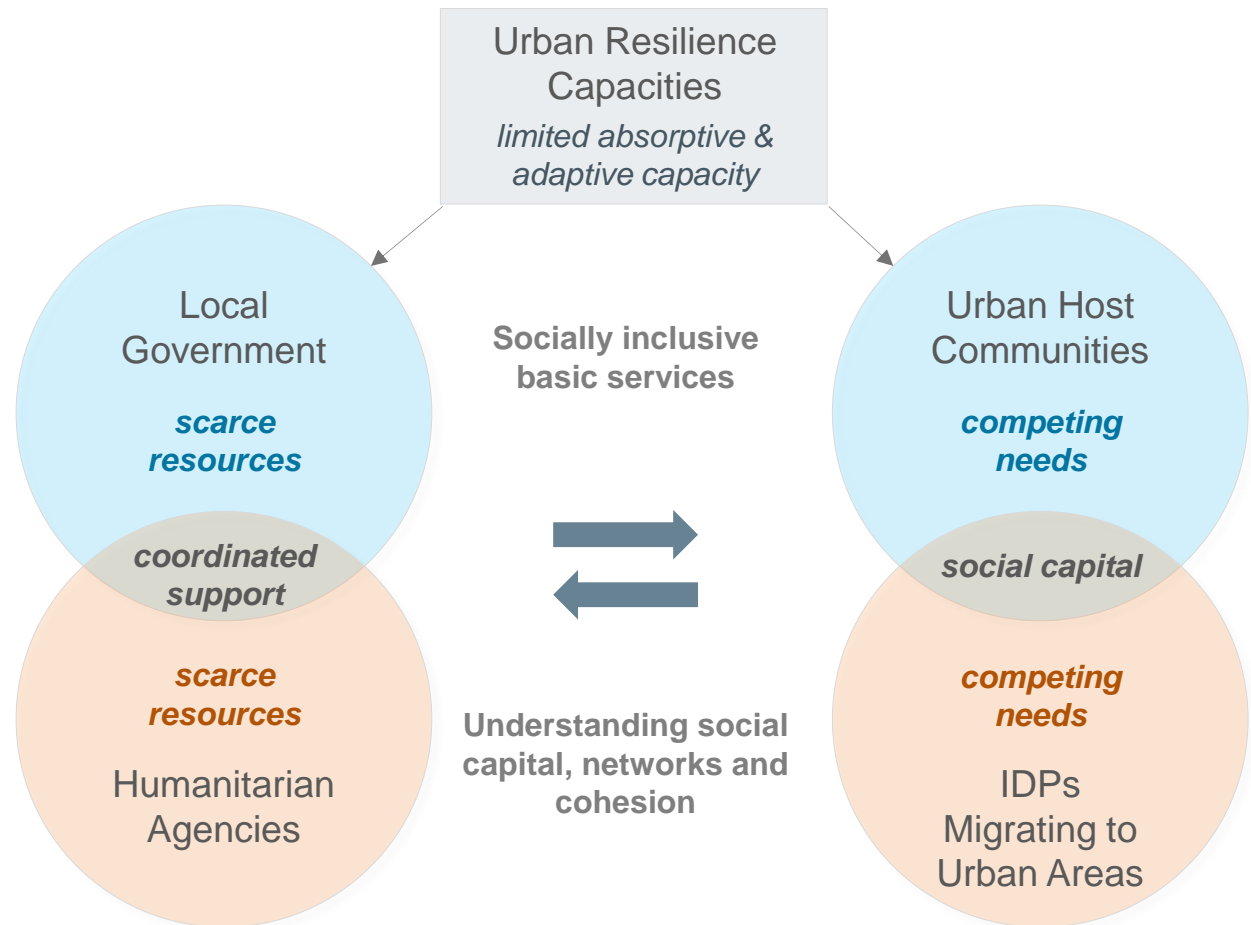 Urban Resilience
Capacities
limited absorptive &
adaptive capacity
Local
Government
scarce
resources
coordinated
support
scarce
resources
Humanitarian
Agencies
Socially inclusive
basic services
Understanding social
capital, networks and
cohesion
Urban Host
Communities
competing
needs
social capital
competing
needs
IDPs
Migrating to
Urban Areas